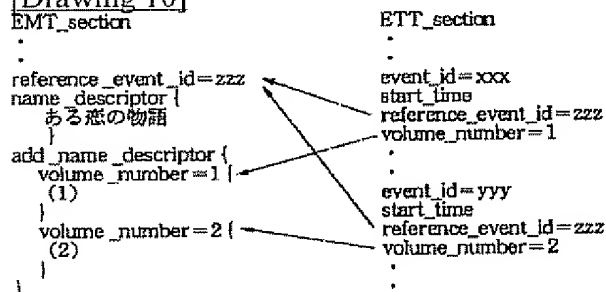 [Drawing 10]
EMT_section
.
.
reference_event_id=zzz
name_descriptor {
ある恋の物語
}
add_name_descriptor {
volume_number=1 {
(1)
}
volume_number=2 {
(2)
}
}
ETT_section
.
.
event_id=xxx
start_time
reference_event_id=zzz
volume_number=1
.
.
event_id=yyy
start_time
reference_event_id=zzz
volume_number=2
.
.